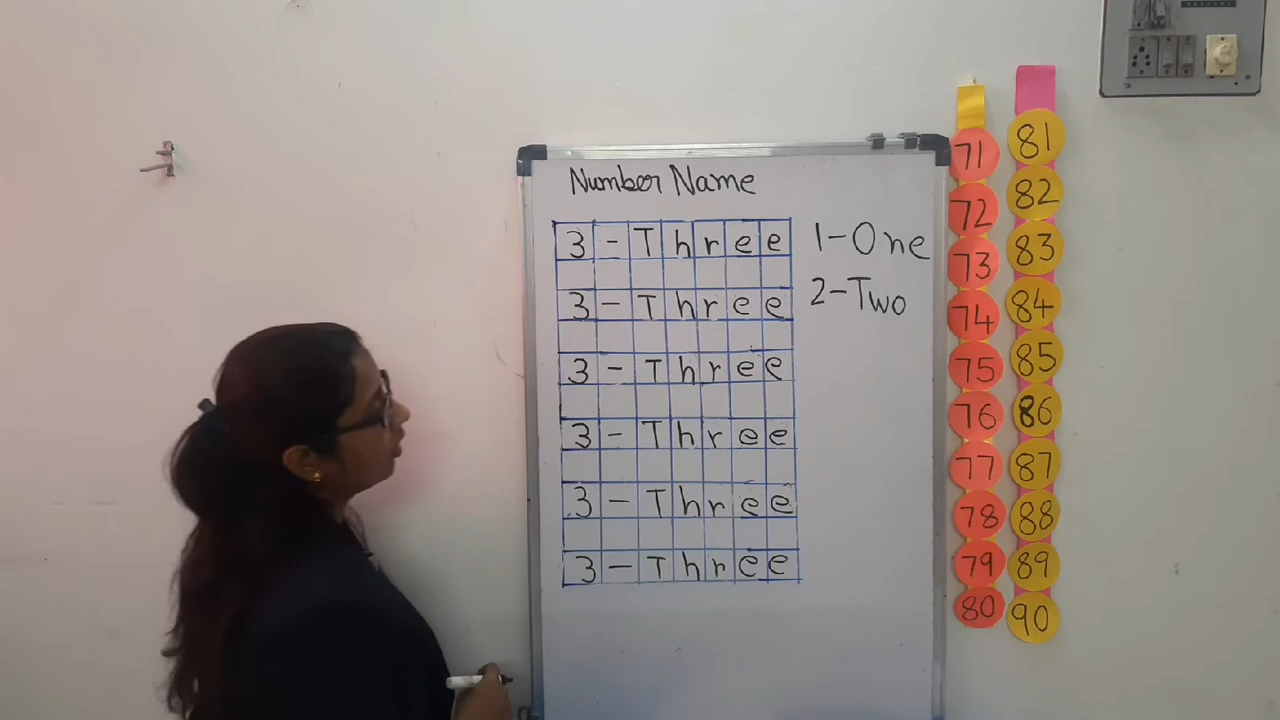 Number Name
3-Three
3-Three
3-Three
3-Three
3-Three
3-Three
1-One
2-Two
71
72
73
74
75
76
77
78
79
80
81
82
83
84
85
86
87
88
89
90